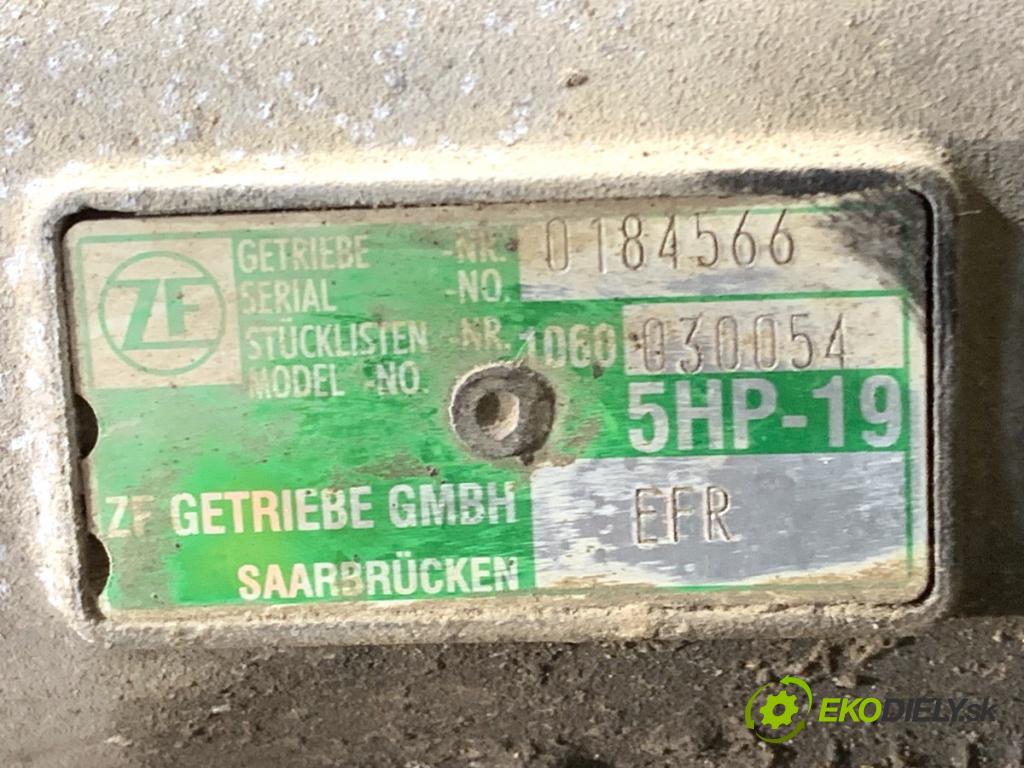 ZF
GETRIEBE -NR. 0184566
SERIAL -NO.
STÜCKLISTEN -NR. 1060 030054
MODEL -NO.
5HP-19
ZF GETRIEBE GMBH EFR
SAARBRÜCKEN
EKODIELY.sk